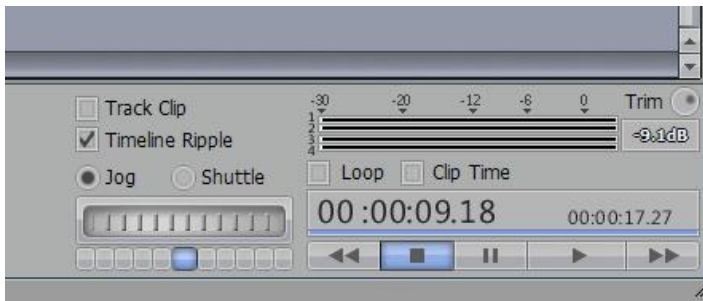 Track Clip
Timeline Ripple
Jog Shuttle
-30 -20 -12 -6 0 Trim
1
2
3
4
-9.1dB
Loop Clip Time
00:00:09.18 00:00:17.27